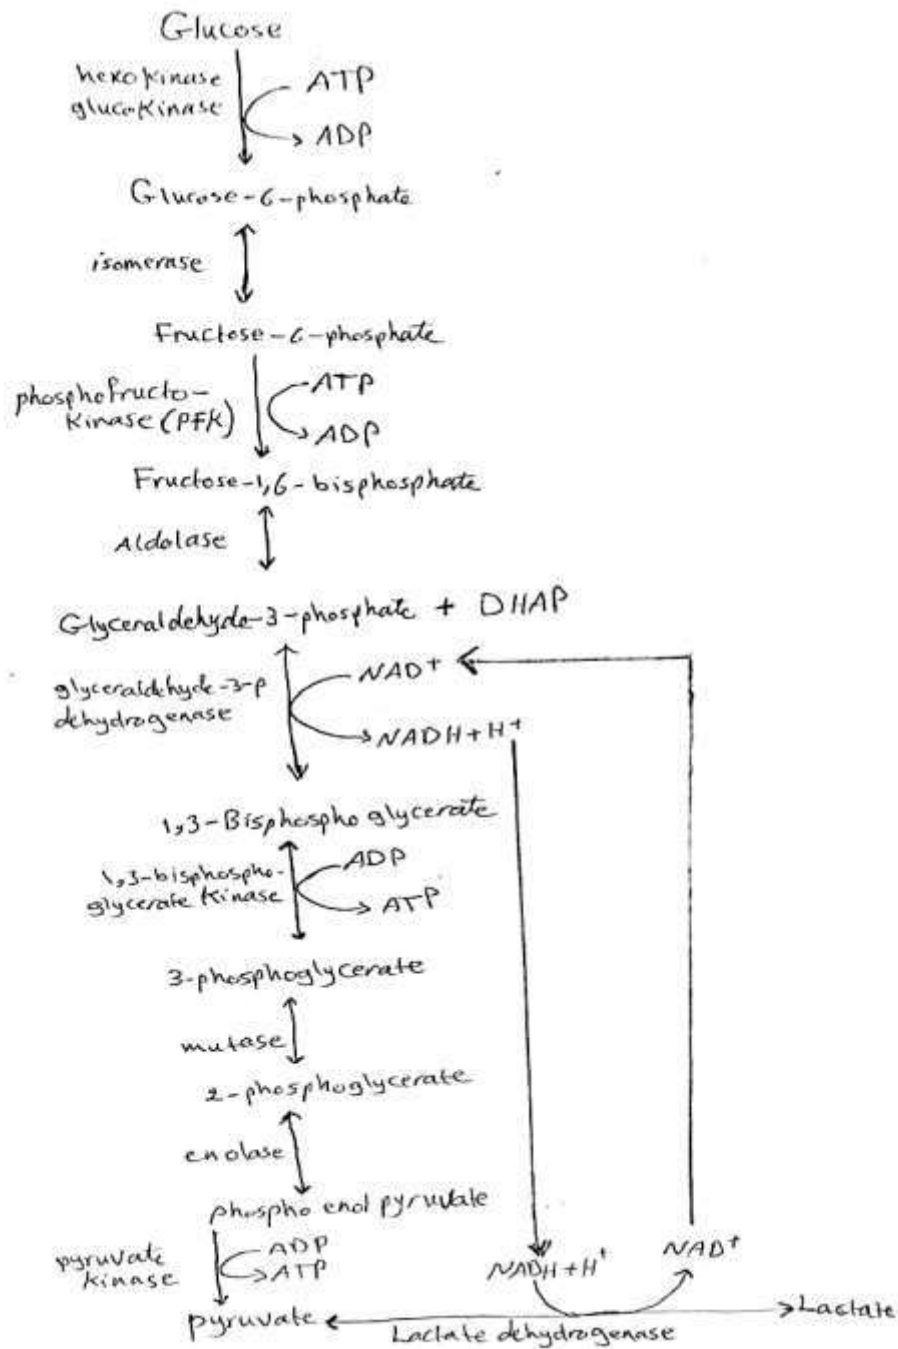 Glucose
hexokinase
glucokinase
ATP
ADP
Glucose-6-phosphate
isomerase
Fructose-6-phosphate
phosphofructo-
kinase (PFK)
ATP
ADP
Fructose-1,6-bisphosphate
Aldolase
Glyceraldehyde-3-phosphate + DHAP
glyceraldehyde-3-p
dehydrogenase
NAD+
NADH+H+
1,3-Bisphospho glycerate
1,3-bisphospho-
glycerate kinase
ADP
ATP
3-phosphoglycerate
mutase
2-phosphoglycerate
enolase
phospho enol pyruvate
pyruvate
kinase
ADP
ATP
NADH+H+
NAD+
pyruvate
Lactate dehydrogenase
Lactate